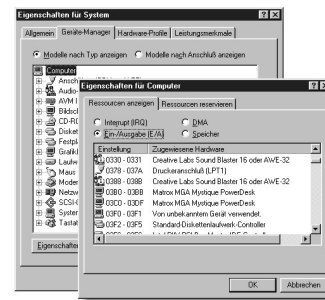 Eigenschaften für System
Allgemein Geräte-Manager Hardware-Profile Leistungsmerkmale
Modelle nach Typ anzeigen Modelle nach Anschluß anzeigen
Computer
Audio-
AVM I
Bildsc
CD-RO
Disket
Festpl
Grafik
Laufw
Maus
Moder
Netzw
SCSI-
System
Tastat
Eigenschaften
Eigenschaften für Computer
Ressourcen anzeigen Ressourcen reservieren
Interrupt (IRQ) DMA
Ein-/Ausgabe (E/A) Speicher
Einstellung Zugewiesene Hardware
0330 - 0331 Creative Labs Sound Blaster 16 oder AWE-32
0378 - 037A Druckeranschluß (LPT1)
0388 - 038B Creative Labs Sound Blaster 16 oder AWE-32
03B0 - 03BB Matrox MGA Mystique PowerDesk
03C0 - 03DF Matrox MGA Mystique PowerDesk
03F0 - 03F1 Von unbekanntem Gerät verwendet.
03F2 - 03F5 Standard-Diskettenlaufwerk-Controller
OK Abbrechen